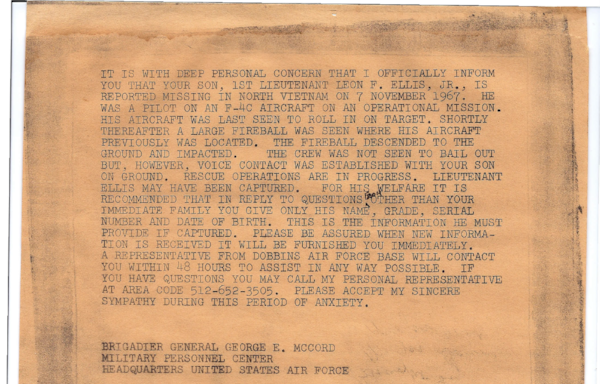 IT IS WITH DEEP PERSONAL CONCERN THAT I OFFICIALLY INFORM
YOU THAT YOUR SON, 1ST LIEUTENANT LEON F. ELLIS, JR., IS
REPORTED MISSING IN NORTH VIETNAM ON 7 NOVEMBER 1967. HE
WAS A PILOT ON AN F-4C AIRCRAFT ON AN OPERATIONAL MISSION.
HIS AIRCRAFT WAS LAST SEEN TO ROLL IN ON TARGET. SHORTLY
THEREAFTER A LARGE FIREBALL WAS SEEN WHERE HIS AIRCRAFT
PREVIOUSLY WAS LOCATED. THE FIREBALL DESCENDED TO THE
GROUND AND IMPACTED. THE CREW WAS NOT SEEN TO BAIL OUT
BUT, HOWEVER, VOICE CONTACT WAS ESTABLISHED WITH YOUR SON
ON GROUND. RESCUE OPERATIONS ARE IN PROGRESS. LIEUTENANT
ELLIS MAY HAVE BEEN CAPTURED. FOR HIS WELFARE IT IS
RECOMMENDED THAT IN REPLY TO QUESTIONS OTHER THAN YOUR
IMMEDIATE FAMILY YOU GIVE ONLY HIS NAME, GRADE, SERIAL
NUMBER AND DATE OF BIRTH. THIS IS THE INFORMATION HE MUST
PROVIDE IF CAPTURED. PLEASE BE ASSURED WHEN NEW INFORMA-
TION IS RECEIVED IT WILL BE FURNISHED YOU IMMEDIATELY.
A REPRESENTATIVE FROM DOBBINS AIR FORCE BASE WILL CONTACT
YOU WITHIN 48 HOURS TO ASSIST IN ANY WAY POSSIBLE. IF
YOU HAVE QUESTIONS YOU MAY CALL MY PERSONAL REPRESENTATIVE
AT AREA CODE 512-652-3505. PLEASE ACCEPT MY SINCERE
SYMPATHY DURING THIS PERIOD OF ANXIETY.
BRIGADIER GENERAL GEORGE E. MCCORD
MILITARY PERSONNEL CENTER
HEADQUARTERS UNITED STATES AIR FORCE